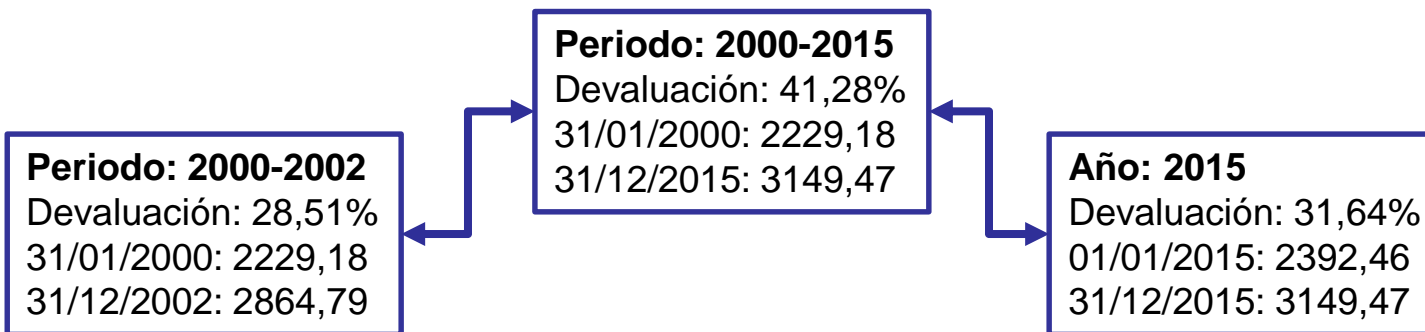 Periodo: 2000-2015
Devaluación: 41,28%
31/01/2000: 2229,18
31/12/2015: 3149,47
Periodo: 2000-2002
Devaluación: 28,51%
31/01/2000: 2229,18
31/12/2002: 2864,79
Año: 2015
Devaluación: 31,64%
01/01/2015: 2392,46
31/12/2015: 3149,47